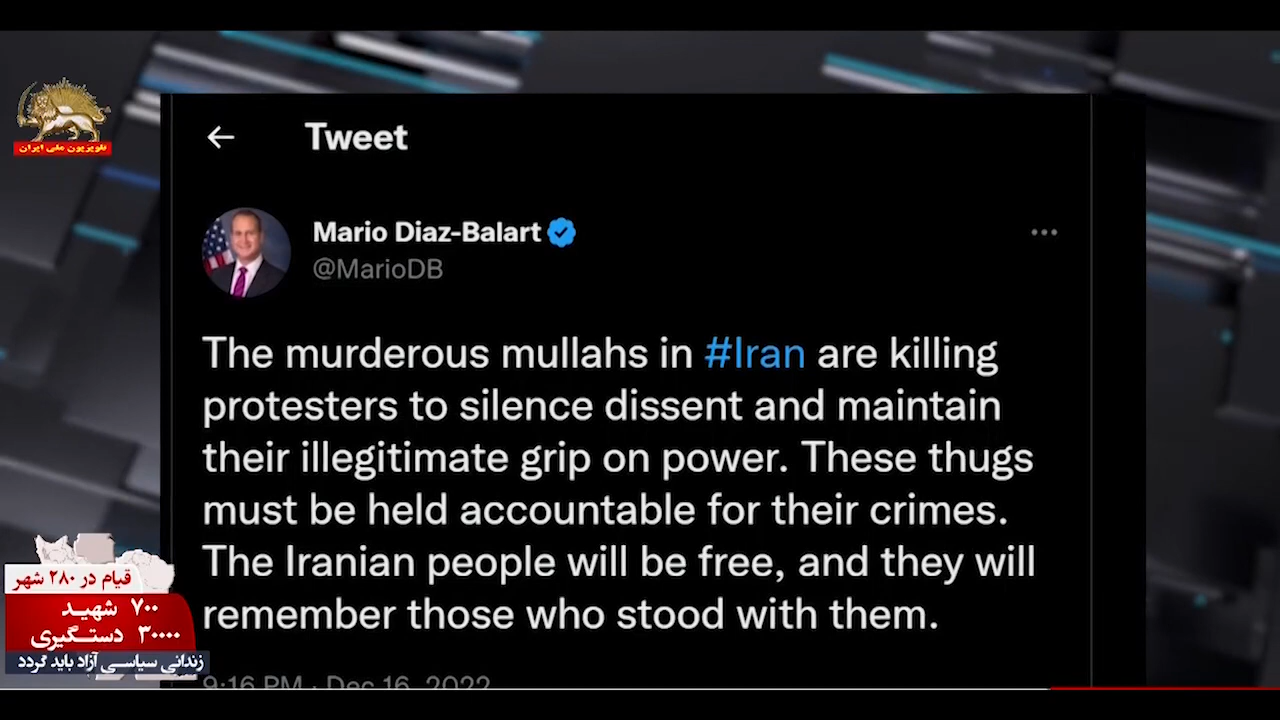 تلویزیون ملی ایران
Tweet
Mario Diaz-Balart
@MarioDB
The murderous mullahs in #Iran are killing
protesters to silence dissent and maintain
their illegitimate grip on power. These thugs
must be held accountable for their crimes.
The Iranian people will be free, and they will
remember those who stood with them.
9:16 PM · Dec 16, 2022
قیام در ۲۸۰ شهر
۷۰۰ شهید
۳۰۰۰۰ دستگیری
زندانی سیاسی آزاد باید گردد